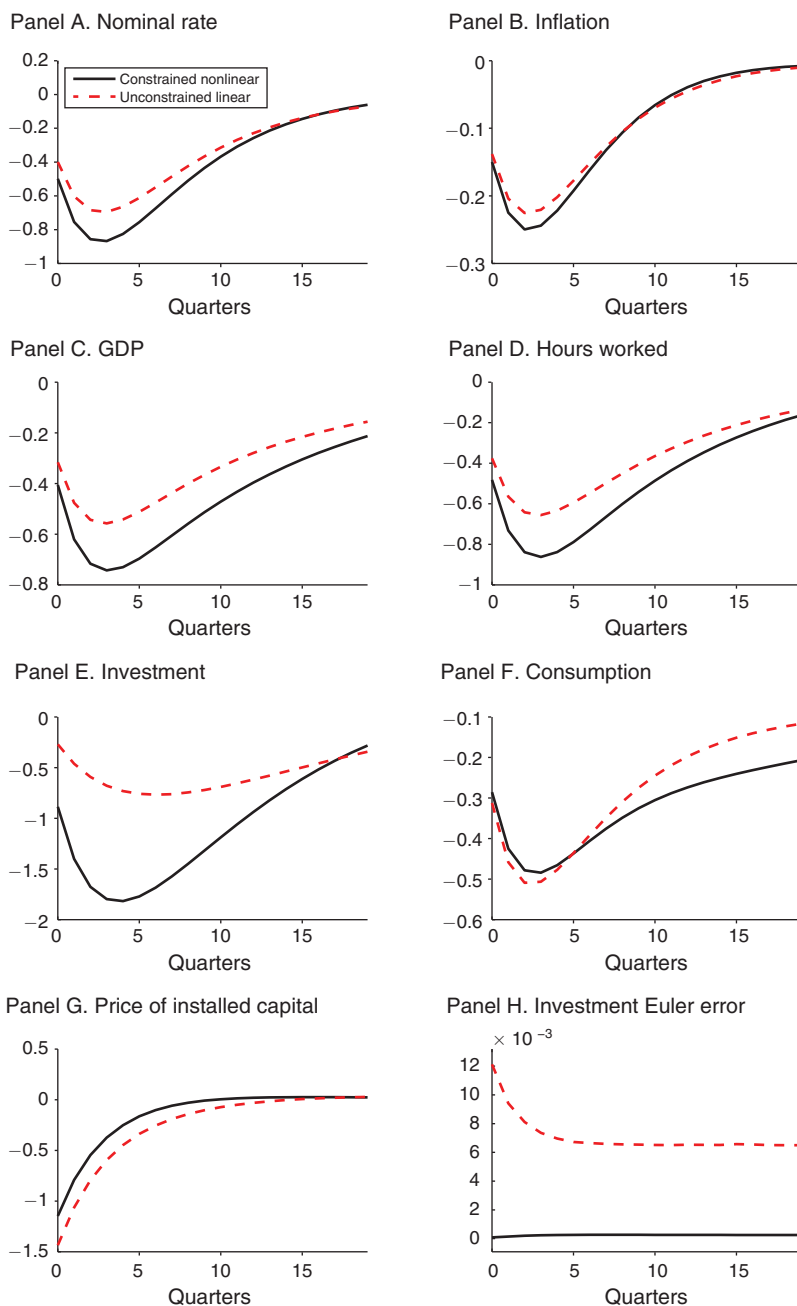 Panel A. Nominal rate
0.2
0
−0.2
−0.4
−0.6
−0.8
−1
Constrained nonlinear
Unconstrained linear
0 5 10 15
Quarters
Panel B. Inflation
0
−0.1
−0.2
−0.3
0 5 10 15
Quarters
Panel C. GDP
0
−0.2
−0.4
−0.6
−0.8
0 5 10 15
Quarters
Panel D. Hours worked
0
−0.2
−0.4
−0.6
−0.8
−1
0 5 10 15
Quarters
Panel E. Investment
0
−0.5
−1
−1.5
−2
0 5 10 15
Quarters
Panel F. Consumption
−0.1
−0.2
−0.3
−0.4
−0.5
−0.6
0 5 10 15
Quarters
Panel G. Price of installed capital
0.5
0
−0.5
−1
−1.5
0 5 10 15
Quarters
Panel H. Investment Euler error
× 10 −3
12
10
8
6
4
2
0
0 5 10 15
Quarters